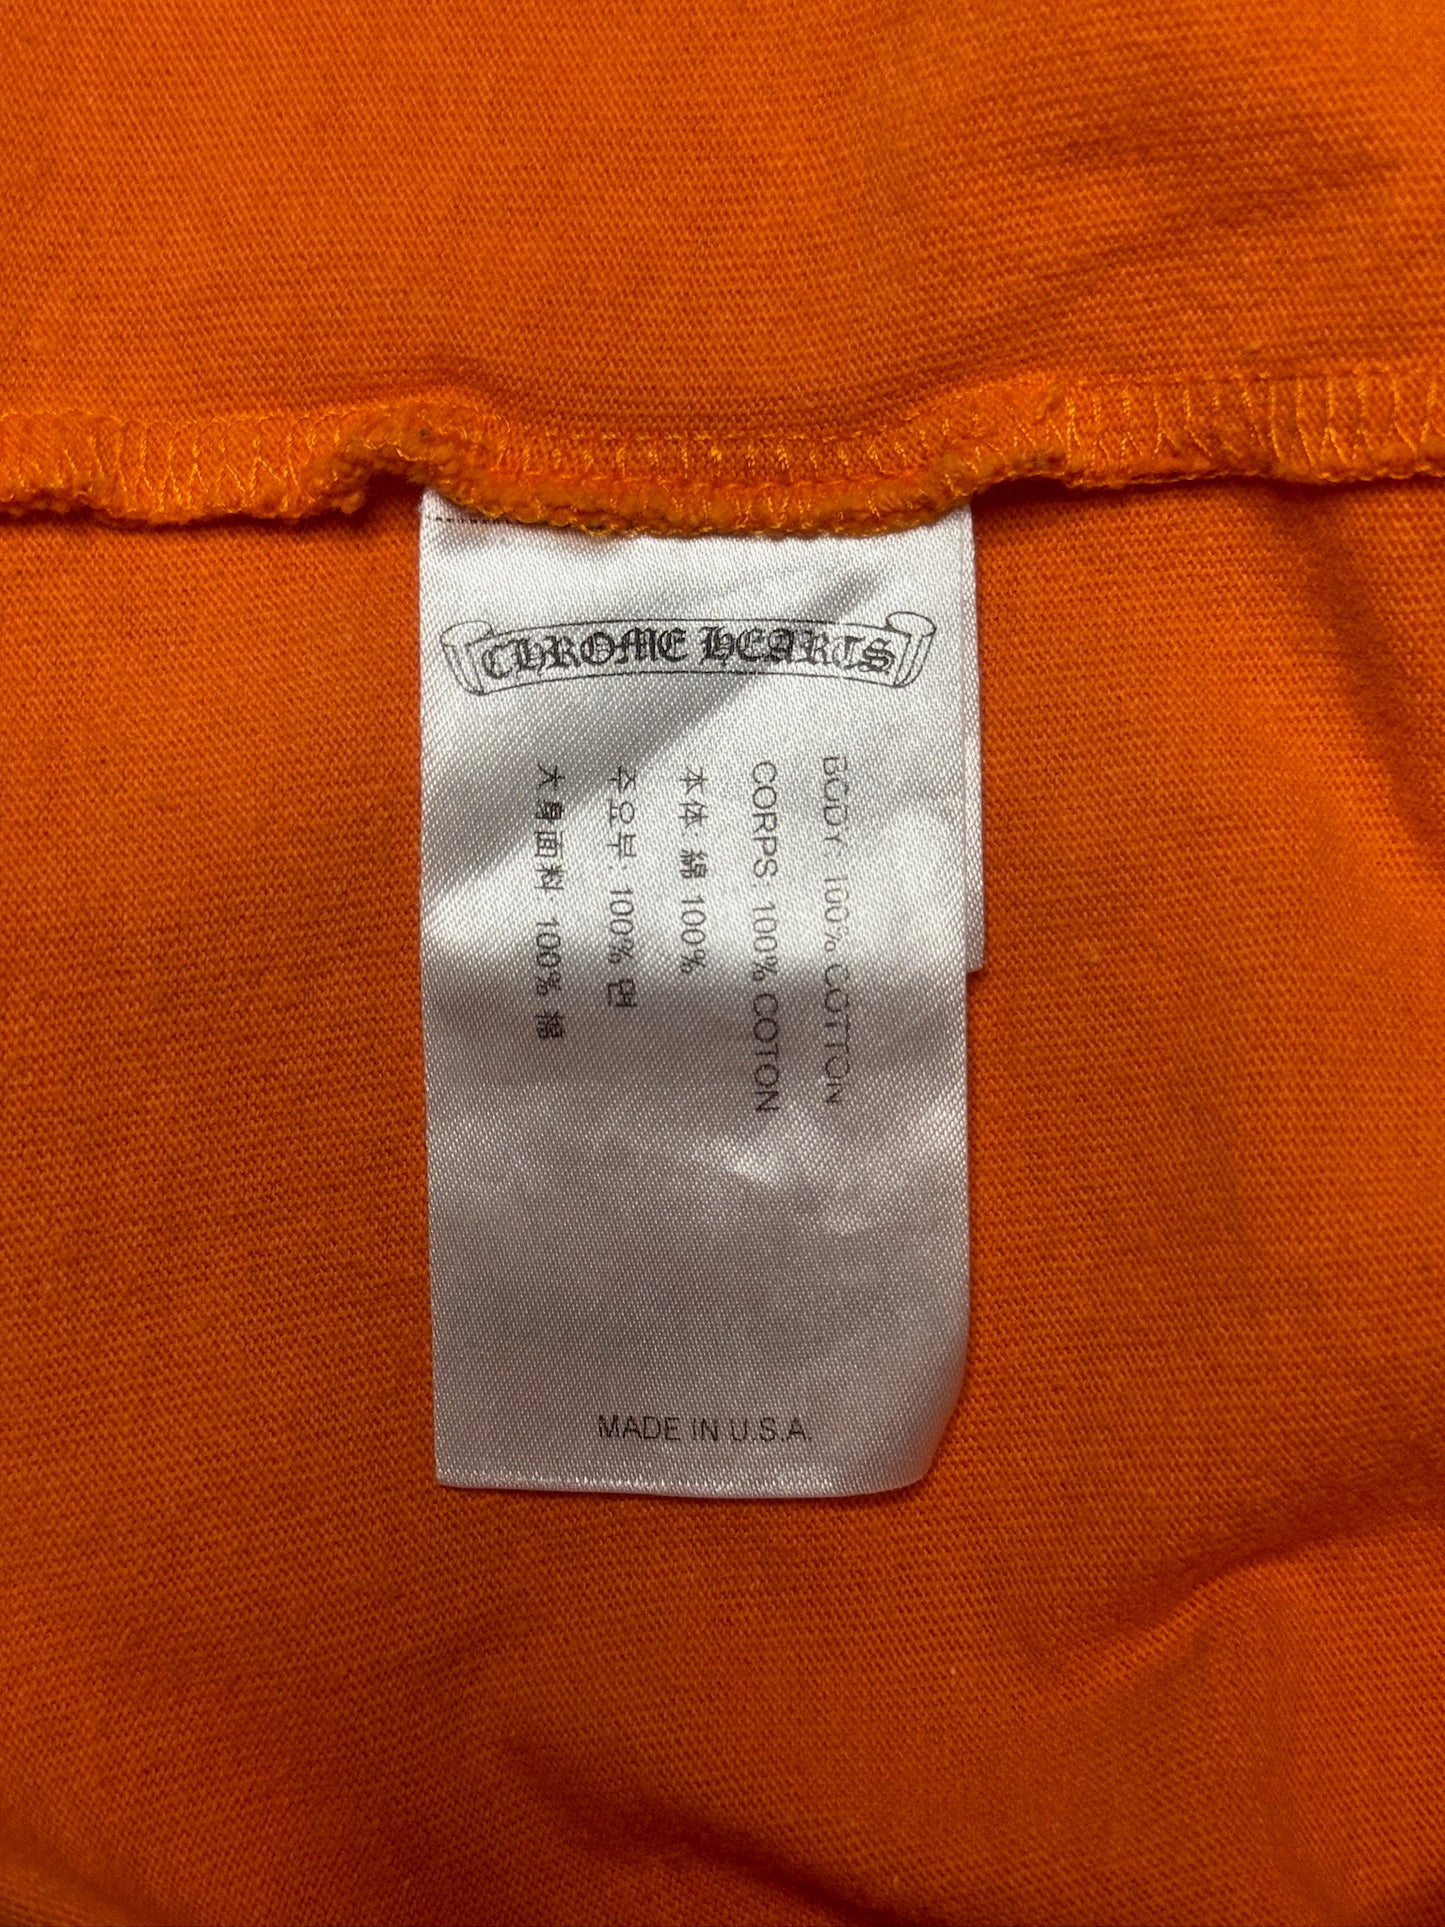 CHROME HEARTS
BODY: 100% COTTON
CORPS: 100% COTON
本体 綿 100%
주요부: 100% 면
大身面料: 100% 棉
MADE IN U.S.A.